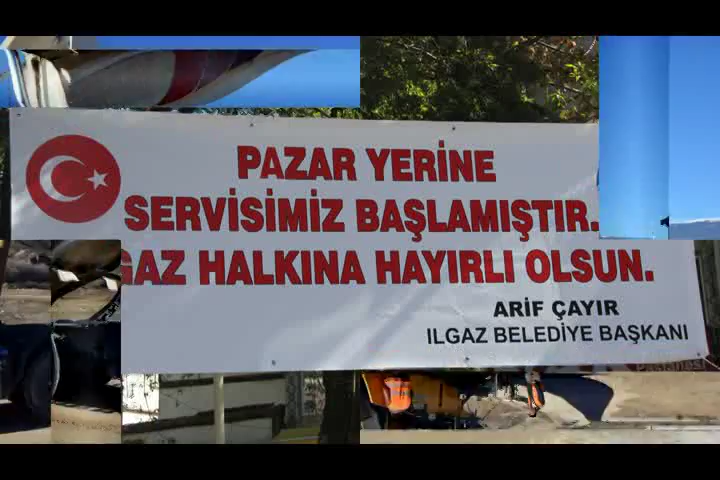 PAZAR YERİNE
SERVİSİMİZ BAŞLAMIŞTIR.
GAZ HALKINA HAYIRLI OLSUN.
ARİF ÇAYIR
ILGAZ BELEDİYE BAŞKANI